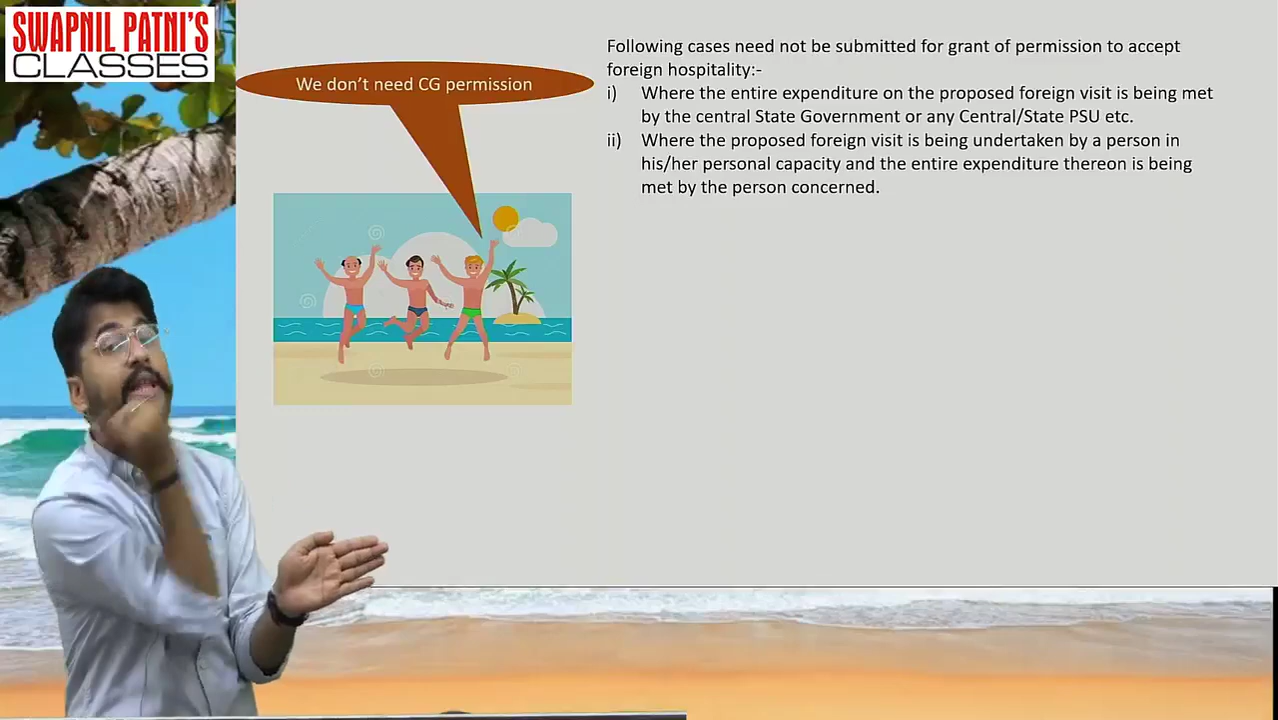 SWAPNIL PATNI'S
CLASSES
We don't need CG permission
Following cases need not be submitted for grant of permission to accept
foreign hospitality:-
i) Where the entire expenditure on the proposed foreign visit is being met
by the central State Government or any Central/State PSU etc.
ii) Where the proposed foreign visit is being undertaken by a person in
his/her personal capacity and the entire expenditure thereon is being
met by the person concerned.